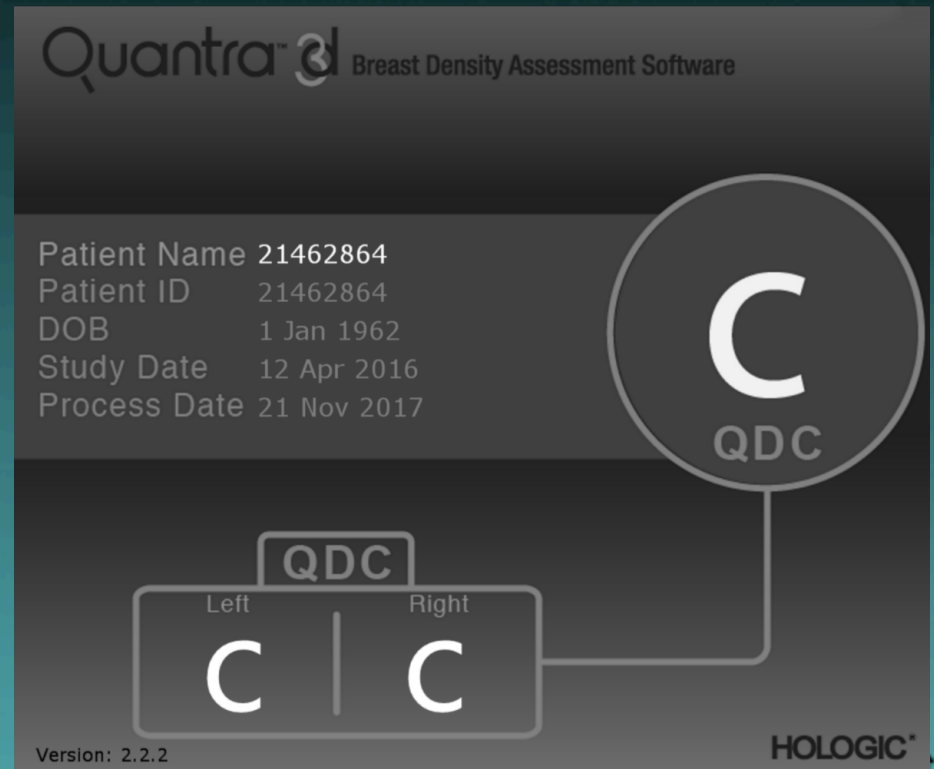 Quantra™ 3d Breast Density Assessment Software
Patient Name 21462864
Patient ID 21462864
DOB 1 Jan 1962
Study Date 12 Apr 2016
Process Date 21 Nov 2017
C
QDC
QDC
Left Right
C C
Version: 2.2.2
HOLOGIC®